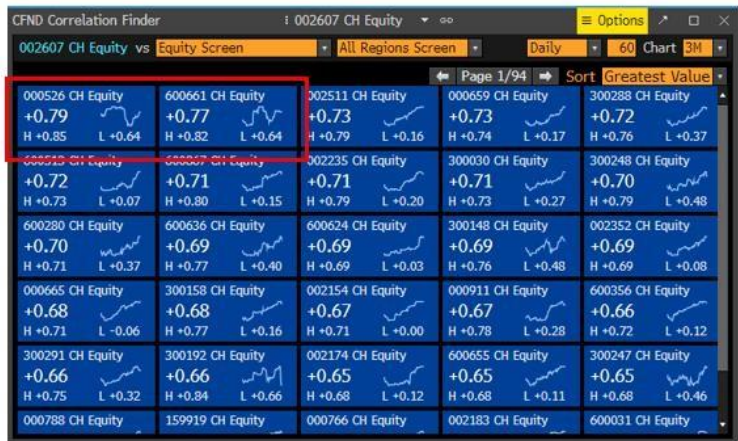 CFND Correlation Finder 002607 CH Equity Options
002607 CH Equity vs Equity Screen All Regions Screen Daily 60 Chart 3M
Page 1/94 Sort Greatest Value
000526 CH Equity 600661 CH Equity 002511 CH Equity 000659 CH Equity 300288 CH Equity
+0.79 +0.77 +0.73 +0.73 +0.72
H +0.85 L +0.64 H +0.82 L +0.64 H +0.79 L +0.16 H +0.74 L +0.17 H +0.76 L +0.37
CH Equity CH Equity 002235 CH Equity 300030 CH Equity 300248 CH Equity
+0.72 +0.71 +0.71 +0.71 +0.70
H +0.73 L +0.07 H +0.80 L +0.15 H +0.79 L +0.20 H +0.73 L +0.27 H +0.79 L +0.48
600280 CH Equity 600636 CH Equity 600624 CH Equity 300148 CH Equity 002352 CH Equity
+0.70 +0.69 +0.69 +0.69 +0.69
H +0.71 L +0.37 H +0.77 L +0.40 H +0.69 L +0.03 H +0.76 L +0.48 H +0.69 L +0.08
000665 CH Equity 300158 CH Equity 002154 CH Equity 000911 CH Equity 600356 CH Equity
+0.68 +0.68 +0.67 +0.67 +0.66
H +0.71 L -0.06 H +0.77 L +0.16 H +0.71 L +0.00 H +0.78 L +0.28 H +0.72 L +0.12
300291 CH Equity 300192 CH Equity 002174 CH Equity 600655 CH Equity 300247 CH Equity
+0.66 +0.66 +0.65 +0.65 +0.65
H +0.75 L +0.32 H +0.84 L +0.66 H +0.68 L +0.12 H +0.68 L +0.11 H +0.68 L +0.46
000788 CH Equity 159919 CH Equity 000766 CH Equity 002183 CH Equity 600031 CH Equity